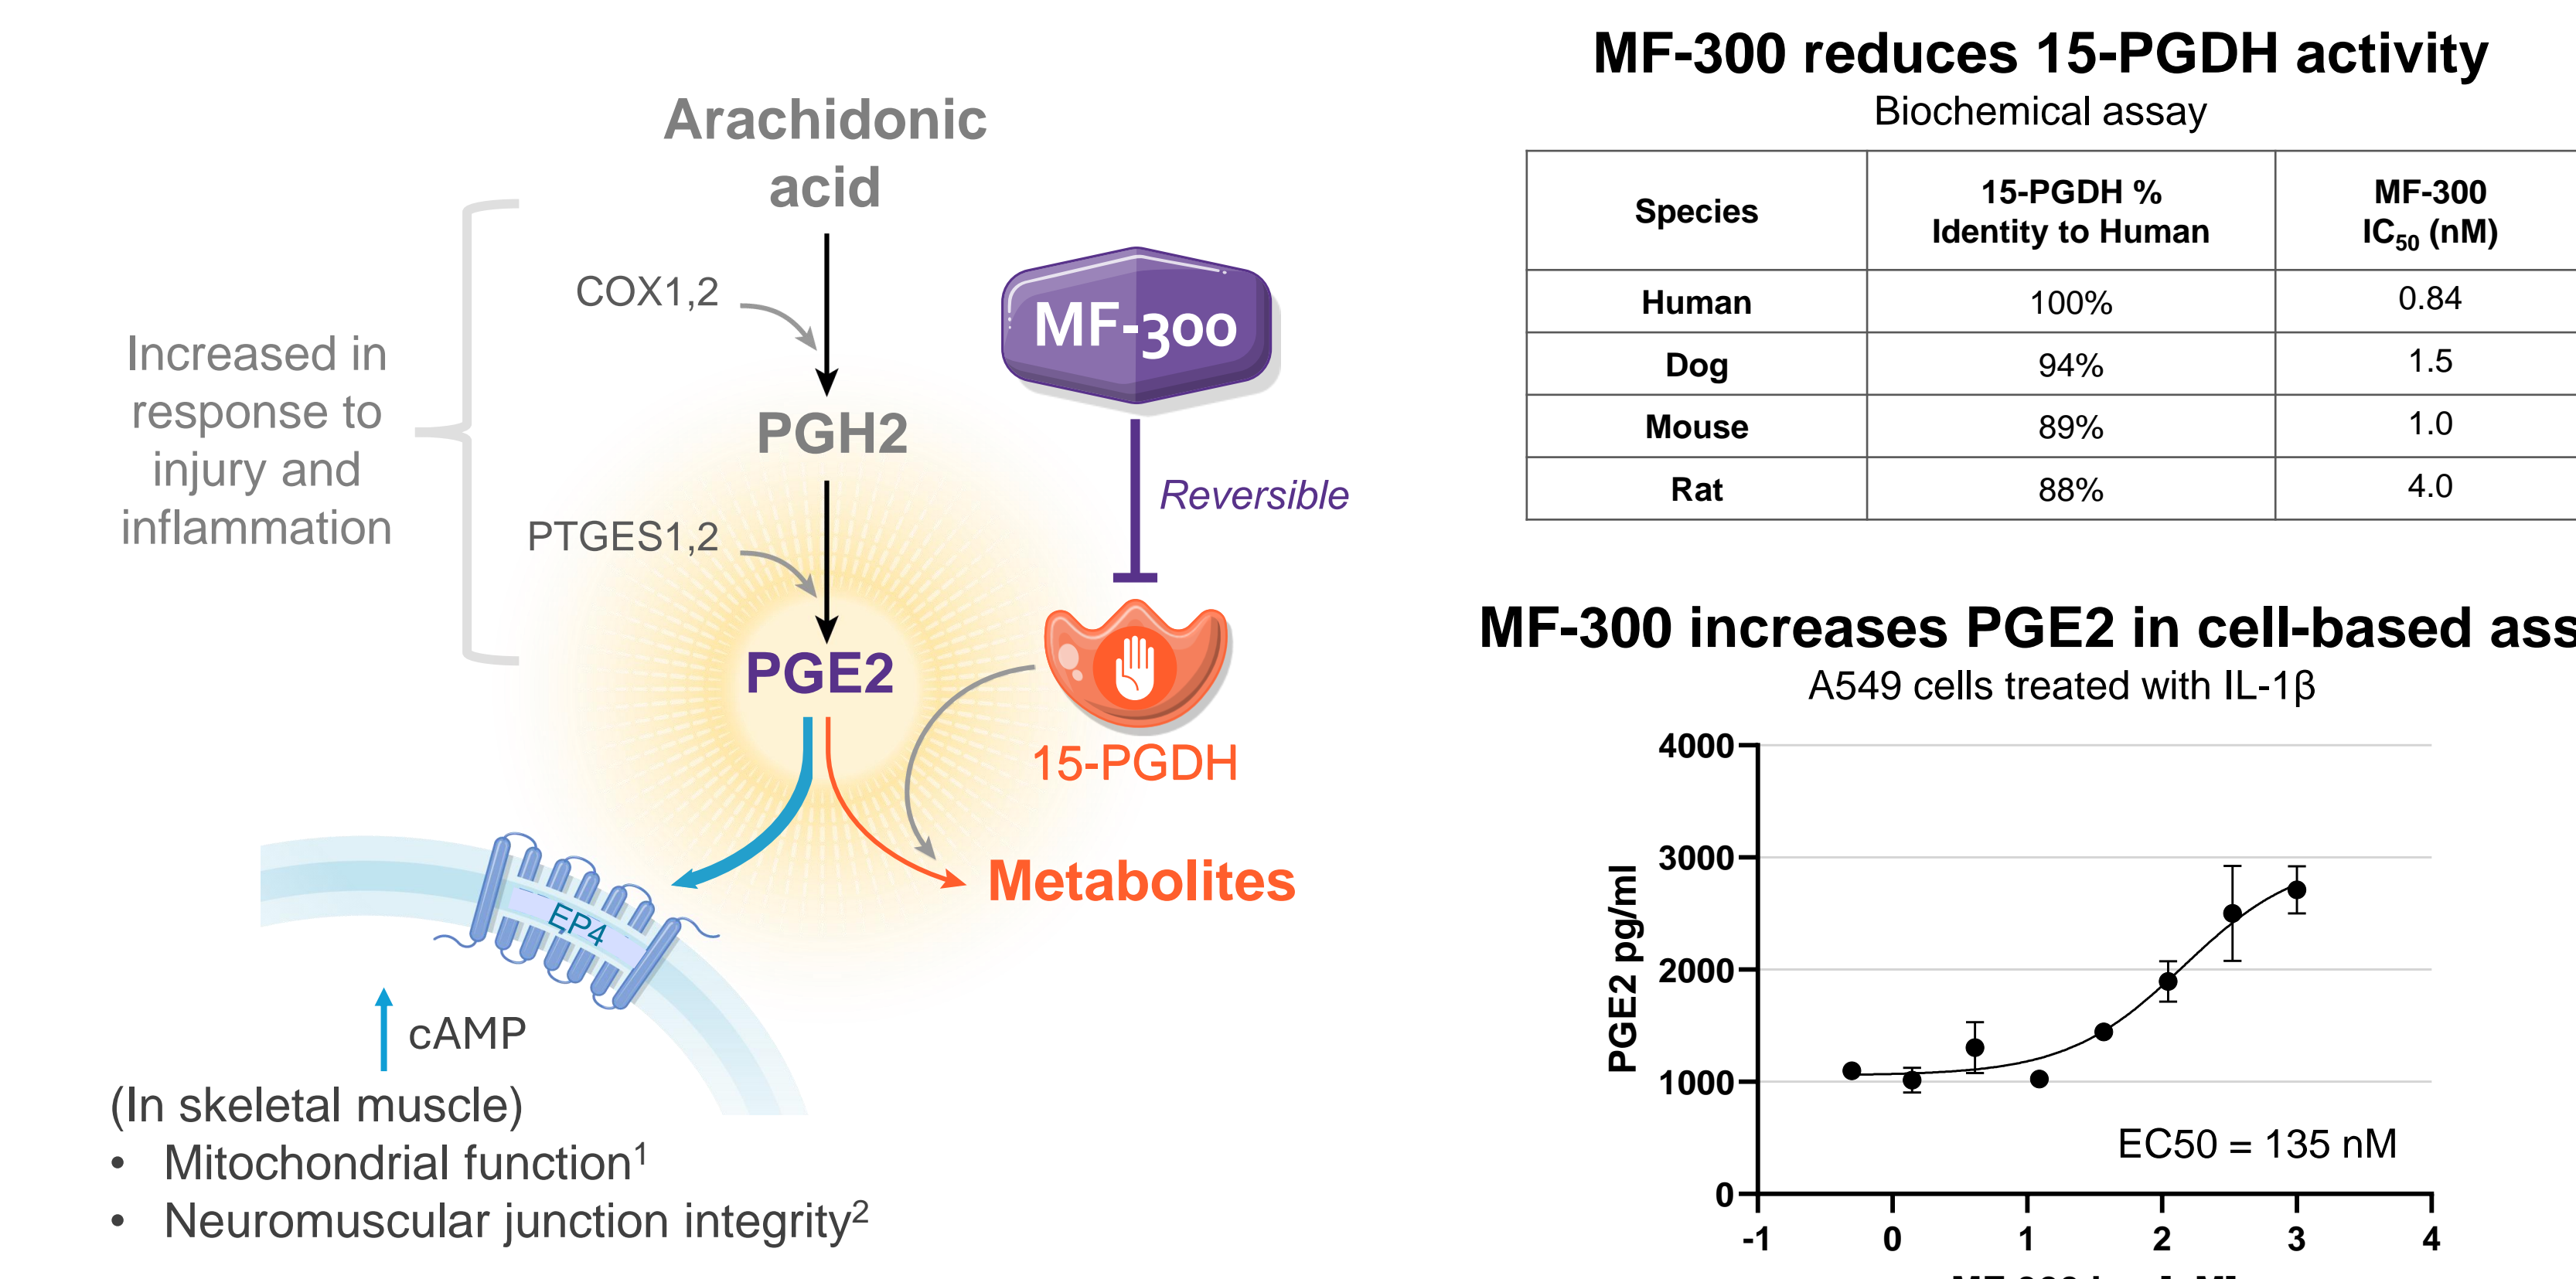 Arachidonic
acid
COX1,2
Increased in
response to
injury and
inflammation
MF-300
PGH2
Reversible
PTGES1,2
PGE2
15-PGDH
Metabolites
EP4
cAMP
(In skeletal muscle)
• Mitochondrial function¹
• Neuromuscular junction integrity²
MF-300 reduces 15-PGDH activity
Biochemical assay
Species 15-PGDH % Identity to Human MF-300 IC₅₀ (nM)
Human 100% 0.84
Dog 94% 1.5
Mouse 89% 1.0
Rat 88% 4.0
MF-300 increases PGE2 in cell-based
A549 cells treated with IL-1β
PGE2 pg/ml
4000
3000
2000
1000
0
EC50 = 135 nM
-1 0 1 2 3 4